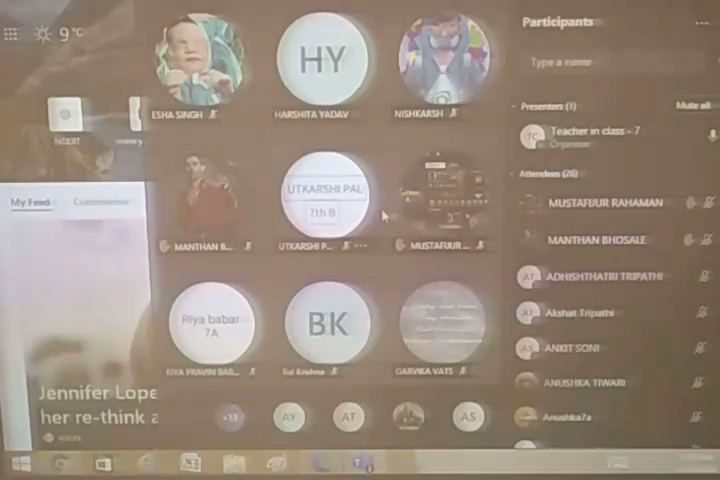 9°C
NCERT
My Feed
Jennifer Lope
her re-think a
ESHA SINGH
HY
HARSHITA YADAV
NISHKARSH
MANTHAN B...
UTKARSHI PAL
7th B
UTKARSHI P...
MUSTAFIJUR ...
Riya babar
7A
RIYA PRAVIN BAB...
BK
Bal Krishna
GARVIKA VATS
+13
AY
AT
AS
Participants
Type a name
Presenters (1)
Mute all
TC
Teacher in class - 7
Organizer
Attendees (26)
MUSTAFIJUR RAHAMAN
MANTHAN BHOSALE
AT
ADHISHTHATRI TRIPATHI
AT
Akshat Tripathi
AS
ANKIT SONI
ANUSHKA TIWARI
Anushka7a